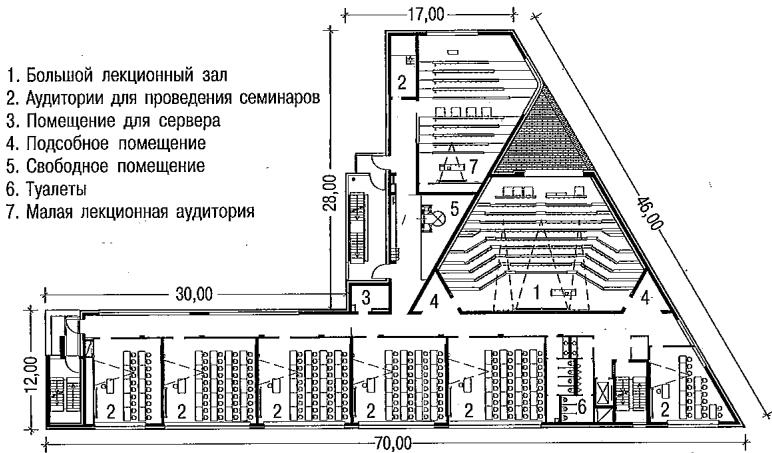 17,00
1. Большой лекционный зал
2. Аудитории для проведения семинаров
3. Помещение для сервера
4. Подсобное помещение
5. Свободное помещение
6. Туалеты
7. Малая лекционная аудитория
2
7
28,00
5
46,00
30,00
3
4
1
4
12,00
2
2
2
2
2
6
2
70,00